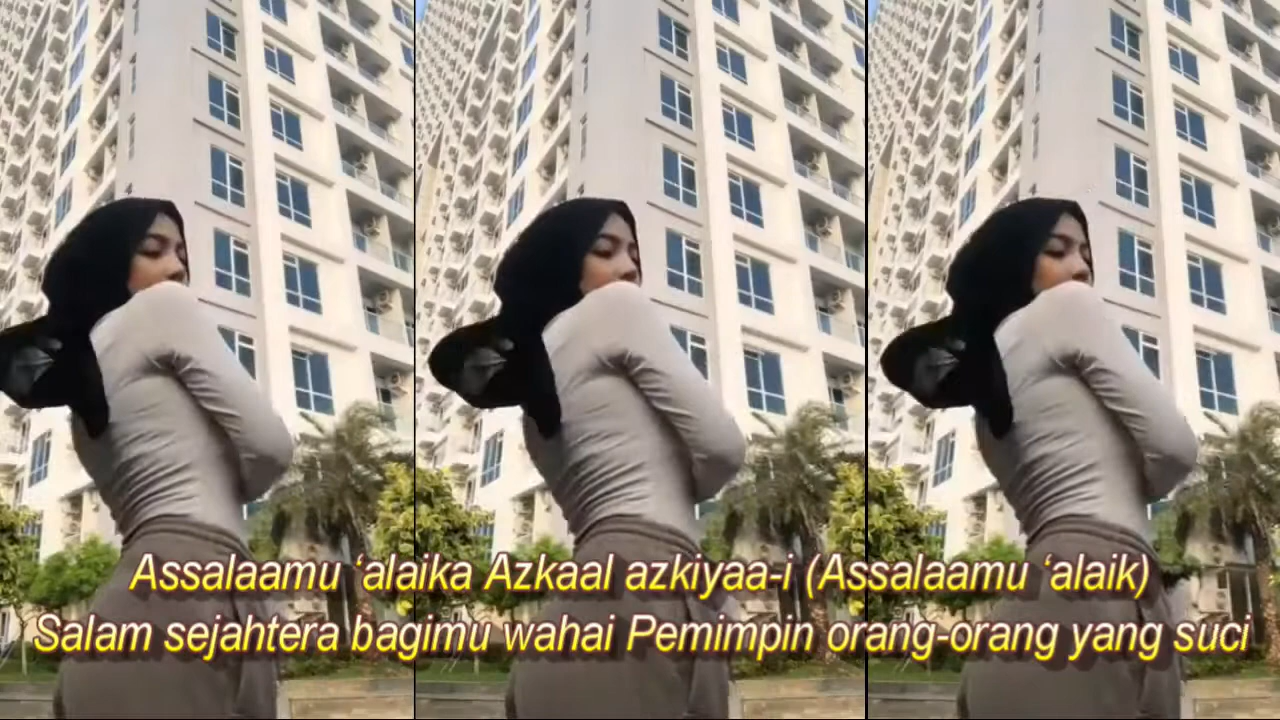 Assalaamu ‘alaika Azkaal azkiyaa-i (Assalaamu ‘alaik)
Salam sejahtera bagimu wahai Pemimpin orang-orang yang suci